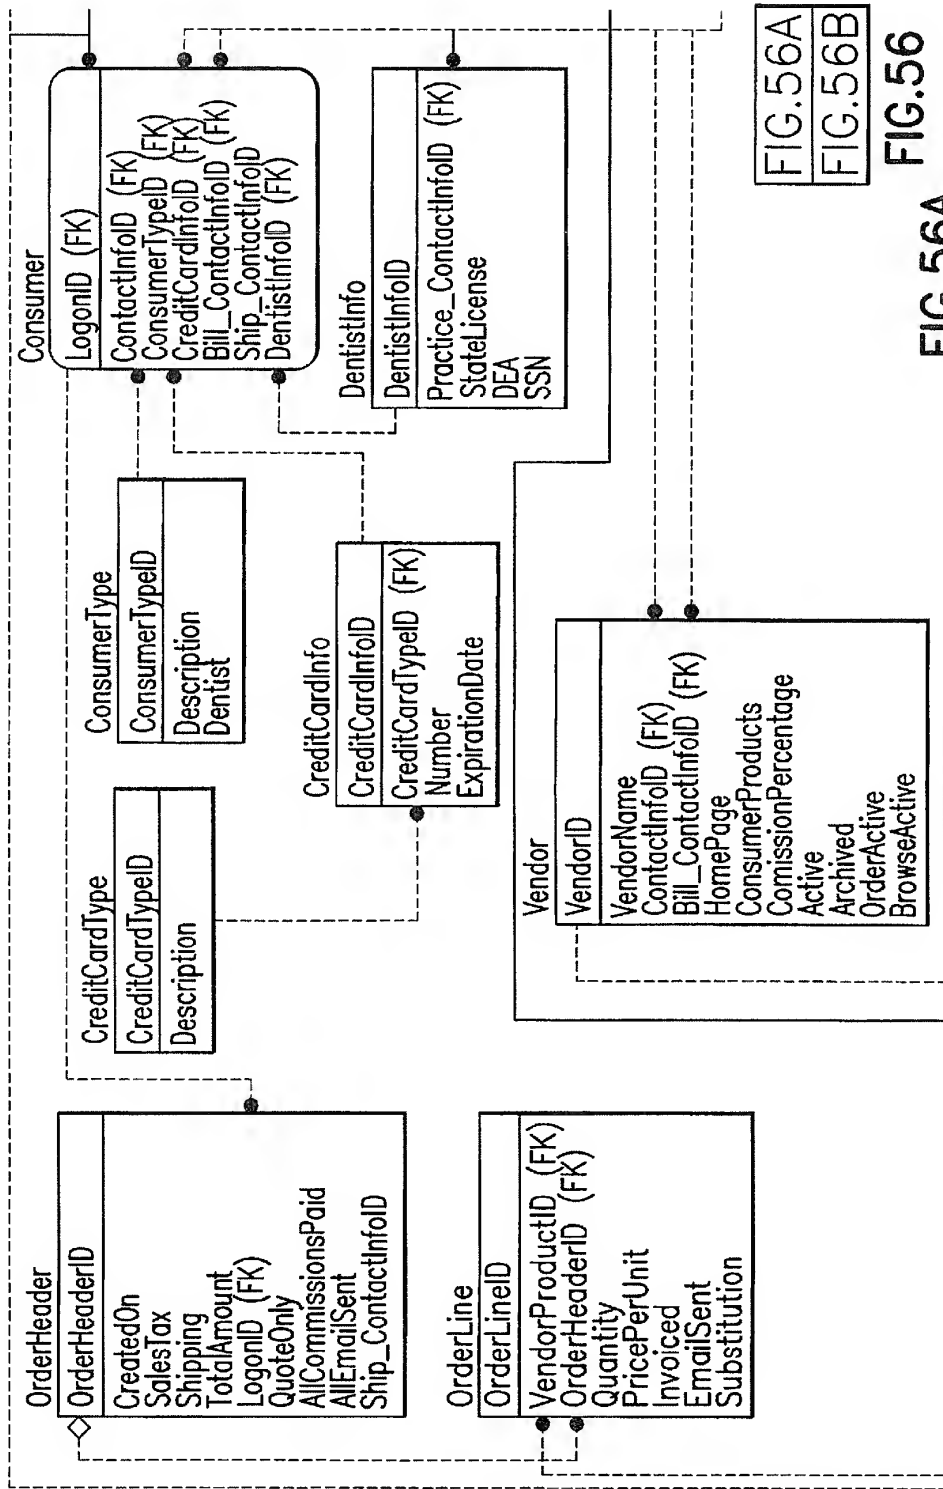 OrderHeader
OrderHeaderID
CreatedOn
SalesTax
Shipping
TotalAmount
LogonID (FK)
QuoteOnly
AllCommissionsPaid
AllEmailSent
Ship_ContactInfoID
CreditCardType
CreditCardTypeID
Description
ConsumerType
ConsumerTypeID
Description
Dentist
Consumer
LogonID (FK)
ContactInfoID (FK)
ConsumerTypeID (FK)
CreditCardInfoID (FK)
Bill_ContactInfoID (FK)
Ship_ContactInfoID
DentistInfoID (FK)
CreditCardInfo
CreditCardInfoID
CreditCardTypeID (FK)
Number
ExpirationDate
DentistInfo
DentistInfoID
Practice_ContactInfoID (FK)
StateLicense
DEA
SSN
OrderLine
OrderLineID
VendorProductID (FK)
OrderHeaderID (FK)
Quantity
PricePerUnit
Invoiced
EmailSent
Substitution
Vendor
VendorID
VendorName
ContactInfoID (FK)
Bill_ContactInfoID (FK)
HomePage
ConsumerProducts
ComissionPercentage
Active
Archived
OrderActive
BrowseActive
FIG.56A
FIG.56B
FIG.56
FIG.56A